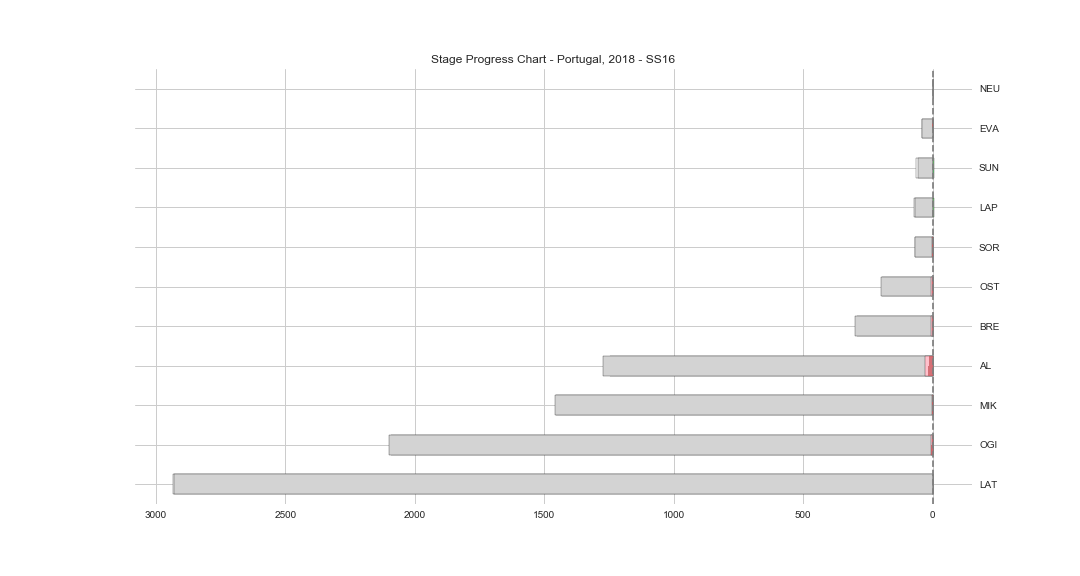 Stage Progress Chart - Portugal, 2018 - SS16
NEU
EVA
SUN
LAP
SOR
OST
BRE
AL
MIK
OGI
LAT
3000 2500 2000 1500 1000 500 0